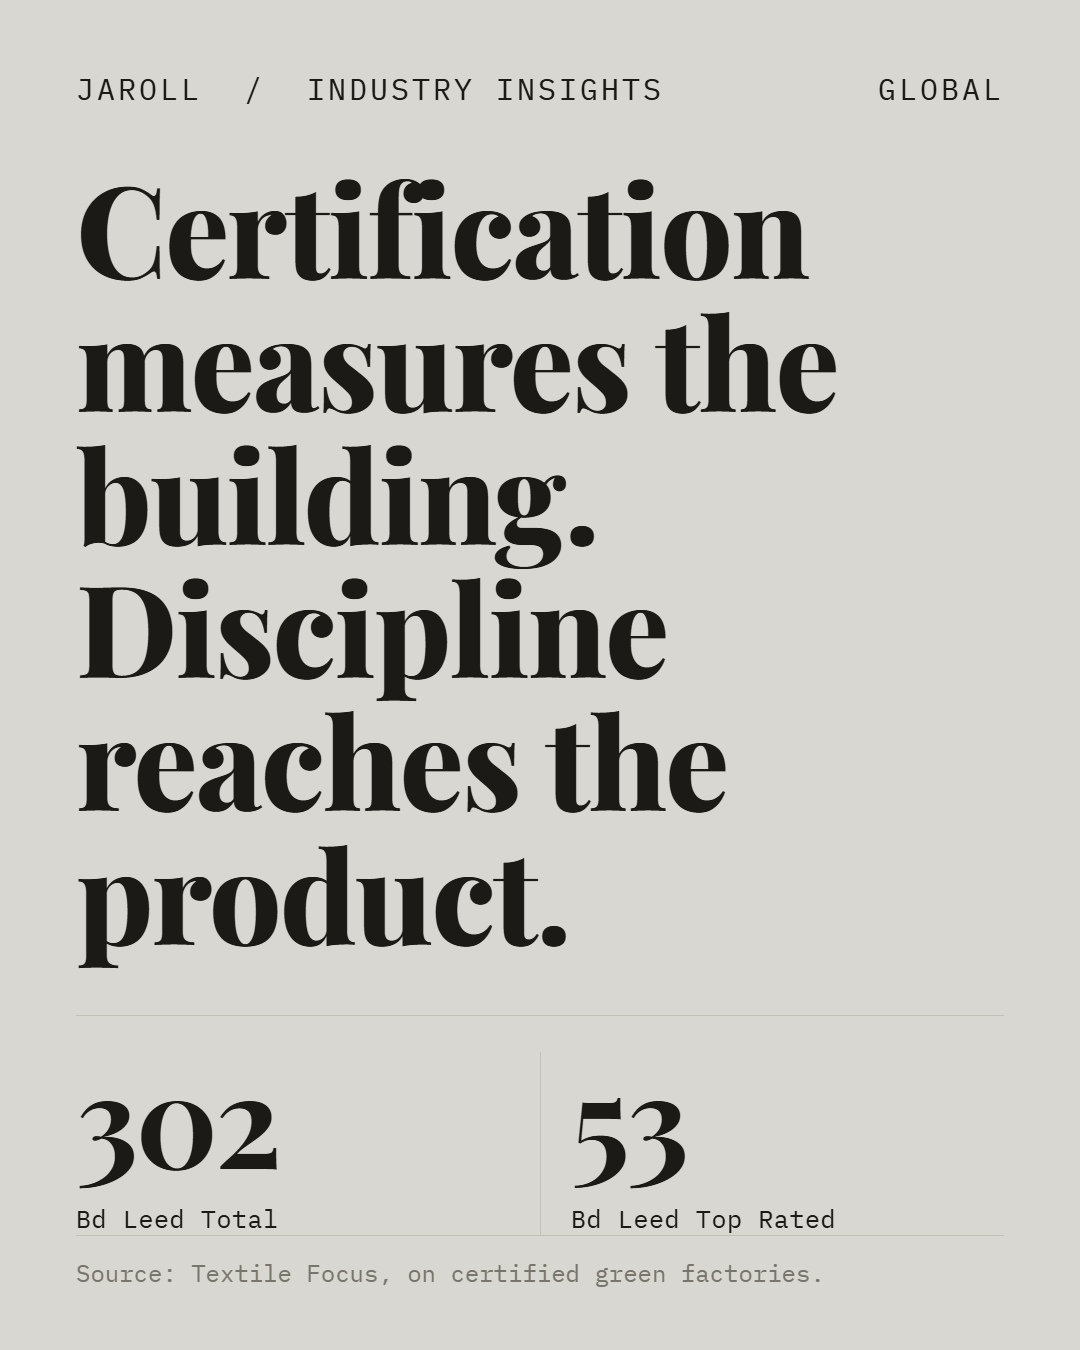 JAROLL / INDUSTRY INSIGHTS GLOBAL
Certification
measures the
building.
Discipline
reaches the
product.
302 53
Bd Leed Total Bd Leed Top Rated
Source: Textile Focus, on certified green factories.